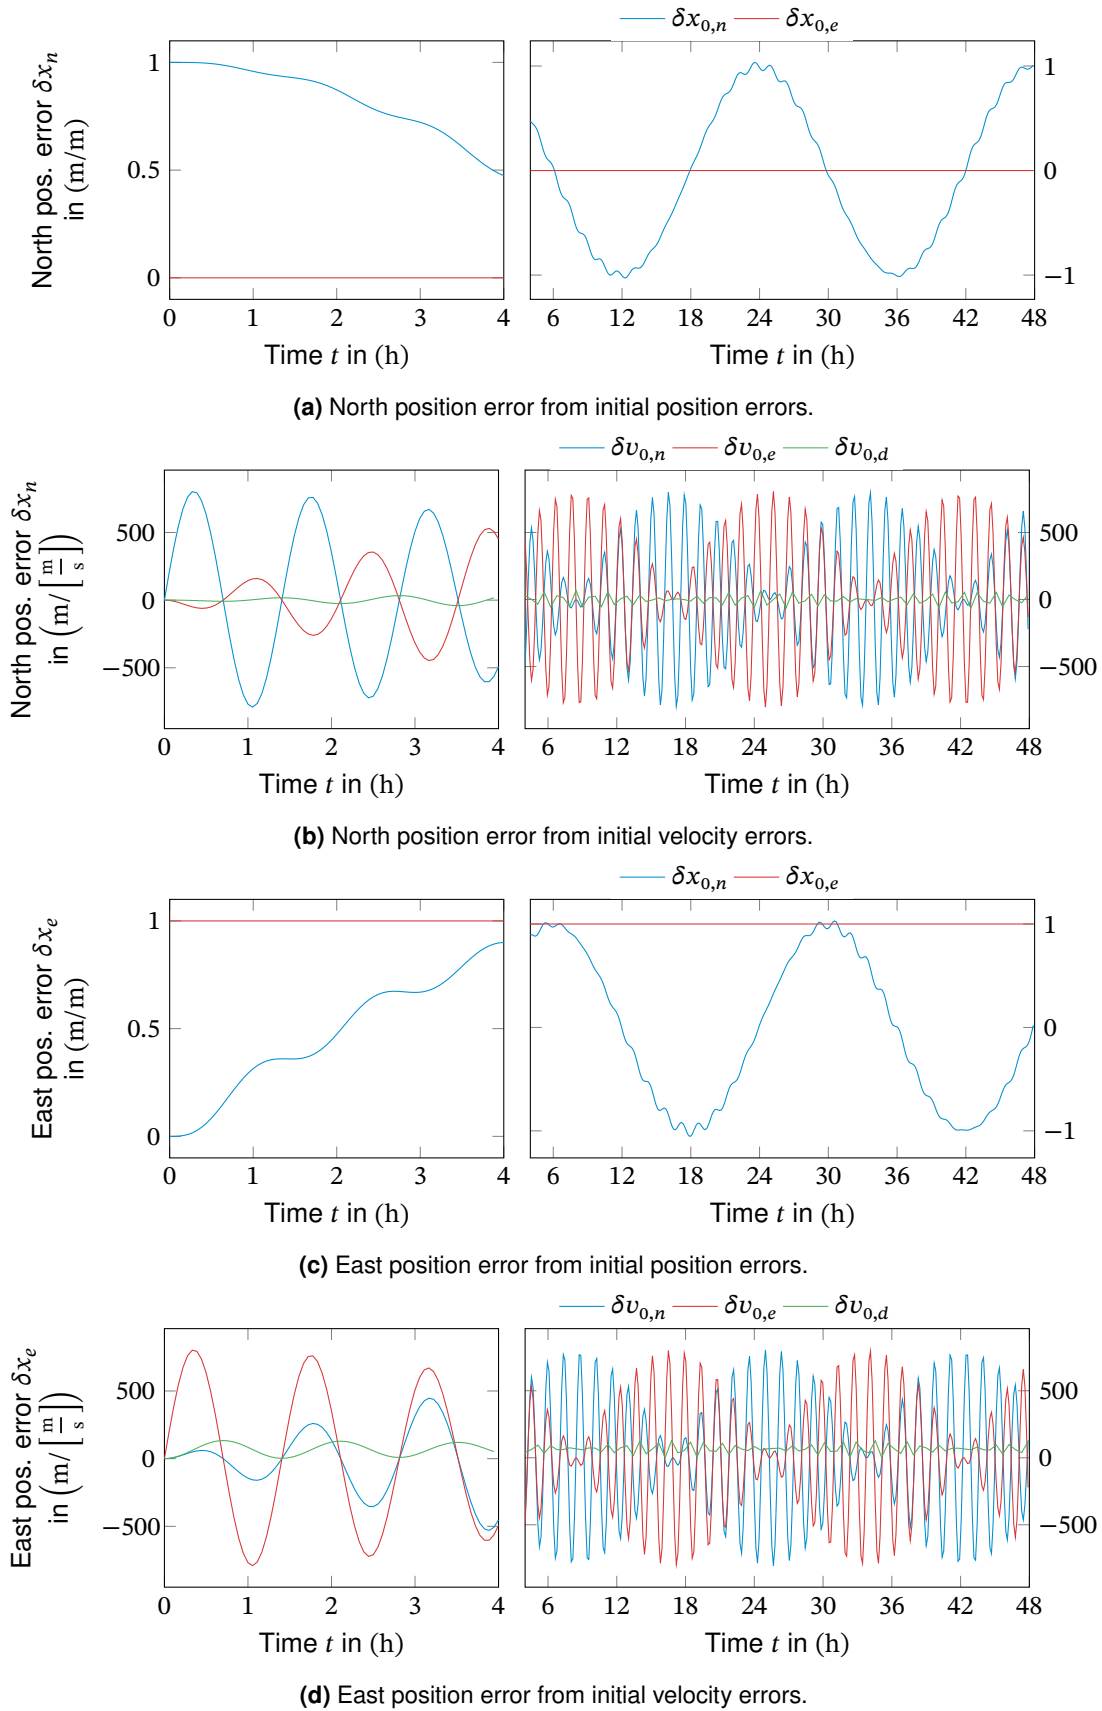 δx₀,ₙ δx₀,ₑ
North pos. error δxₙ
in (m/m)
1
0.5
0
1
0
−1
0 1 2 3 4
6 12 18 24 30 36 42 48
Time t in (h)
Time t in (h)
(a) North position error from initial position errors.
δv₀,ₙ δv₀,ₑ δv₀,d
North pos. error δxₙ
in (m/[m/s])
500
0
−500
500
0
−500
0 1 2 3 4
6 12 18 24 30 36 42 48
Time t in (h)
Time t in (h)
(b) North position error from initial velocity errors.
δx₀,ₙ δx₀,ₑ
East pos. error δxₑ
in (m/m)
1
0.5
0
1
0
−1
0 1 2 3 4
6 12 18 24 30 36 42 48
Time t in (h)
Time t in (h)
(c) East position error from initial position errors.
δv₀,ₙ δv₀,ₑ δv₀,d
East pos. error δxₑ
in (m/[m/s])
500
0
−500
500
0
−500
0 1 2 3 4
6 12 18 24 30 36 42 48
Time t in (h)
Time t in (h)
(d) East position error from initial velocity errors.